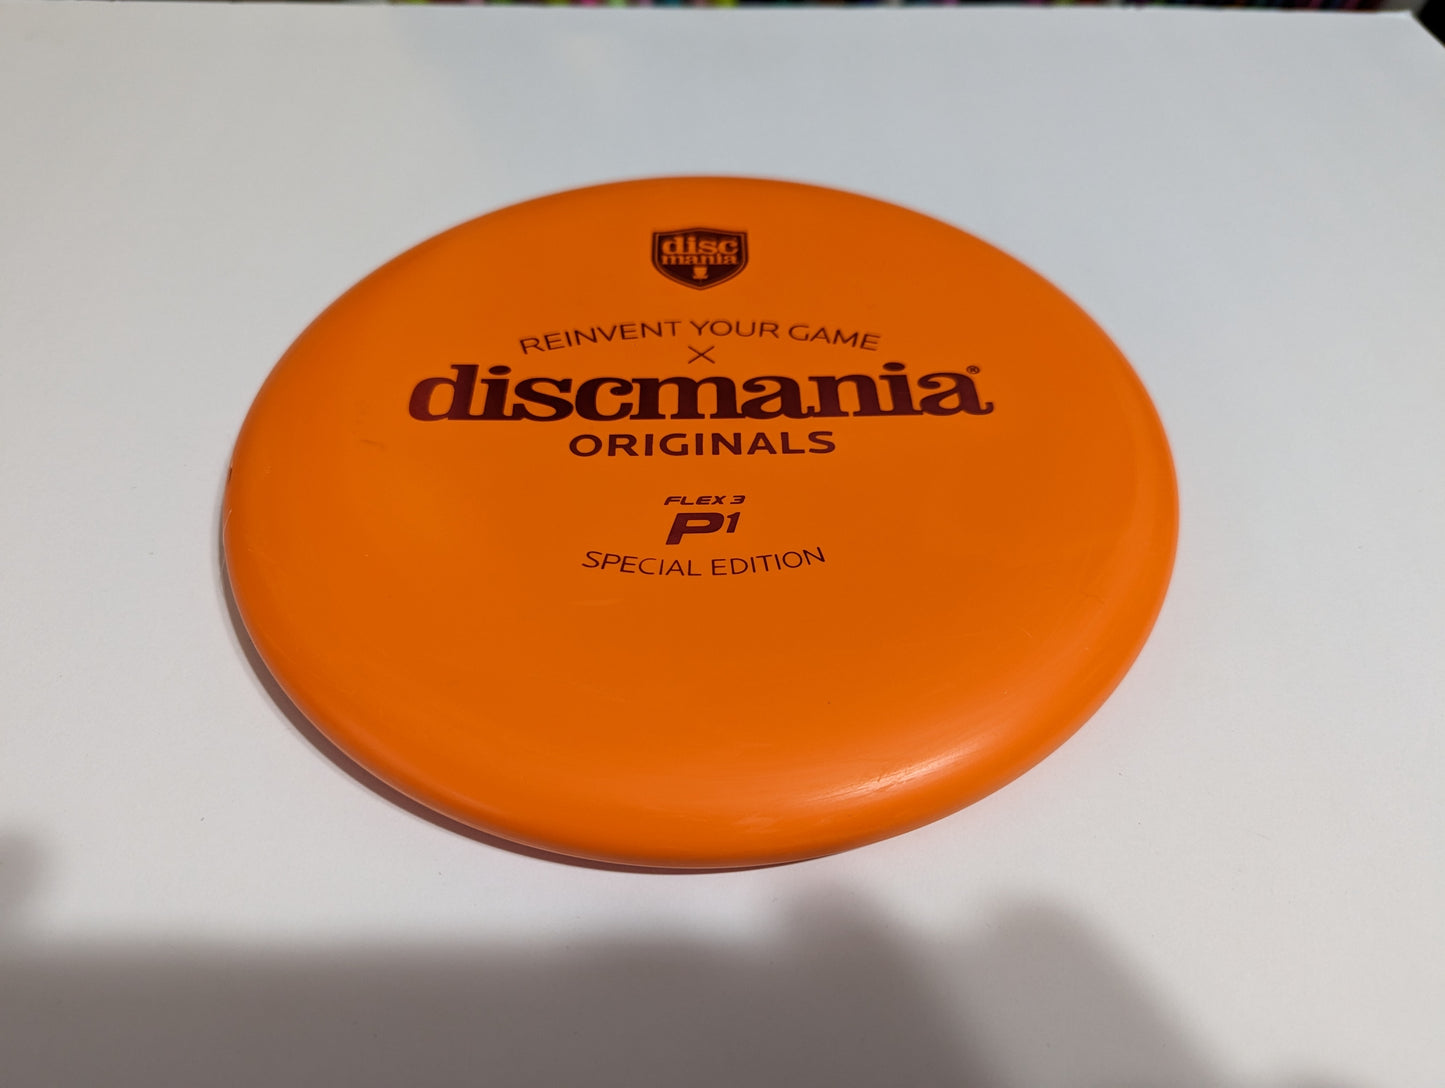 disc
mania
REINVENT YOUR GAME
X
discmania®
ORIGINALS
FLEX 3
P1
SPECIAL EDITION